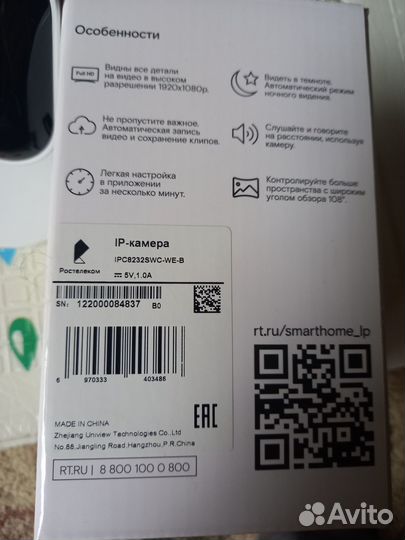 Особенности
Full HD
Видны все детали
на видео в высоком
разрешении 1920x1080p.
Видеть в темноте.
Автоматический режим
ночного видения.
Не пропустите важное.
Автоматическая запись
видео и сохранение клипов.
Слушайте и говорите
на расстоянии, используя
камеру.
Легкая настройка
в приложении
за несколько минут.
Контролируйте больше
пространства с широким
углом обзора 108°.
Ростелеком
IP-камера
IPC8232SWC-WE-B
5V,1.0A
SN: 122000084837 B0
rt.ru/smarthome_ip
6 970333 403486
MADE IN CHINA
Zhejiang Uniview Technologies Co.,Ltd
No.88,Jiangling Road,Hangzhou,P.R.China
EAC
RT.RU | 8 800 100 0 800
Avito